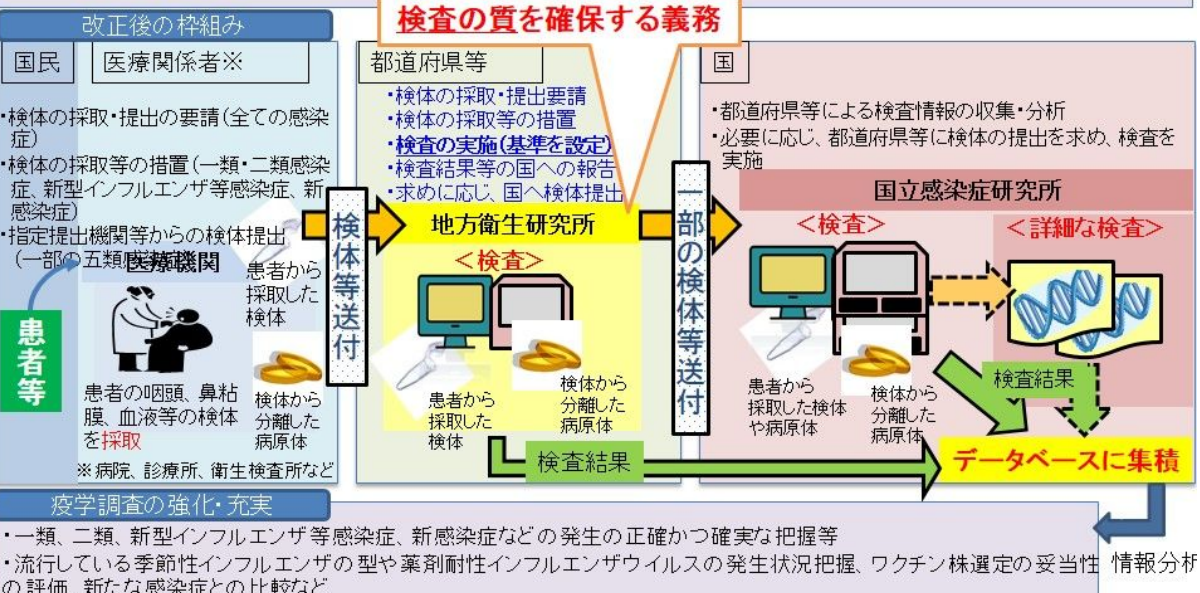 検査の質を確保する義務
改正後の枠組み
国民
医療関係者※
・検体の採取・提出の要請(全ての感染
症)
・検体の採取等の措置(一類・二類感染
症、新型インフルエンザ等感染症、新
感染症)
・指定提出機関等からの検体提出
(一部の五類感
医療機関
患者から
採取した
検体
患者等
患者の咽頭、鼻粘
膜、血液等の検体
を採取
検体から
分離した
病原体
※病院、診療所、衛生検査所など
検体等送付
都道府県等
・検体の採取・提出要請
・検体の採取等の措置
・検査の実施(基準を設定)
・検査結果等の国への報告
・求めに応じ、国へ検体提出
地方衛生研究所
<検査>
患者から
採取した
検体
検体から
分離した
病原体
検査結果
一部の検体等送付
国
・都道府県等による検査情報の収集・分析
・必要に応じ、都道府県等に検体の提出を求め、検査を
実施
国立感染症研究所
<検査>
<詳細な検査>
患者から
採取した検体
や病原体
検体から
分離した
病原体
検査結果
データベースに集積
疫学調査の強化・充実
・一類、二類、新型インフルエンザ等感染症、新感染症などの発生の正確かつ確実な把握等
・流行している季節性インフルエンザの型や薬剤耐性インフルエンザウイルスの発生状況把握、ワクチン株選定の妥当性
の評価、新たな感染症との比較など
情報分析